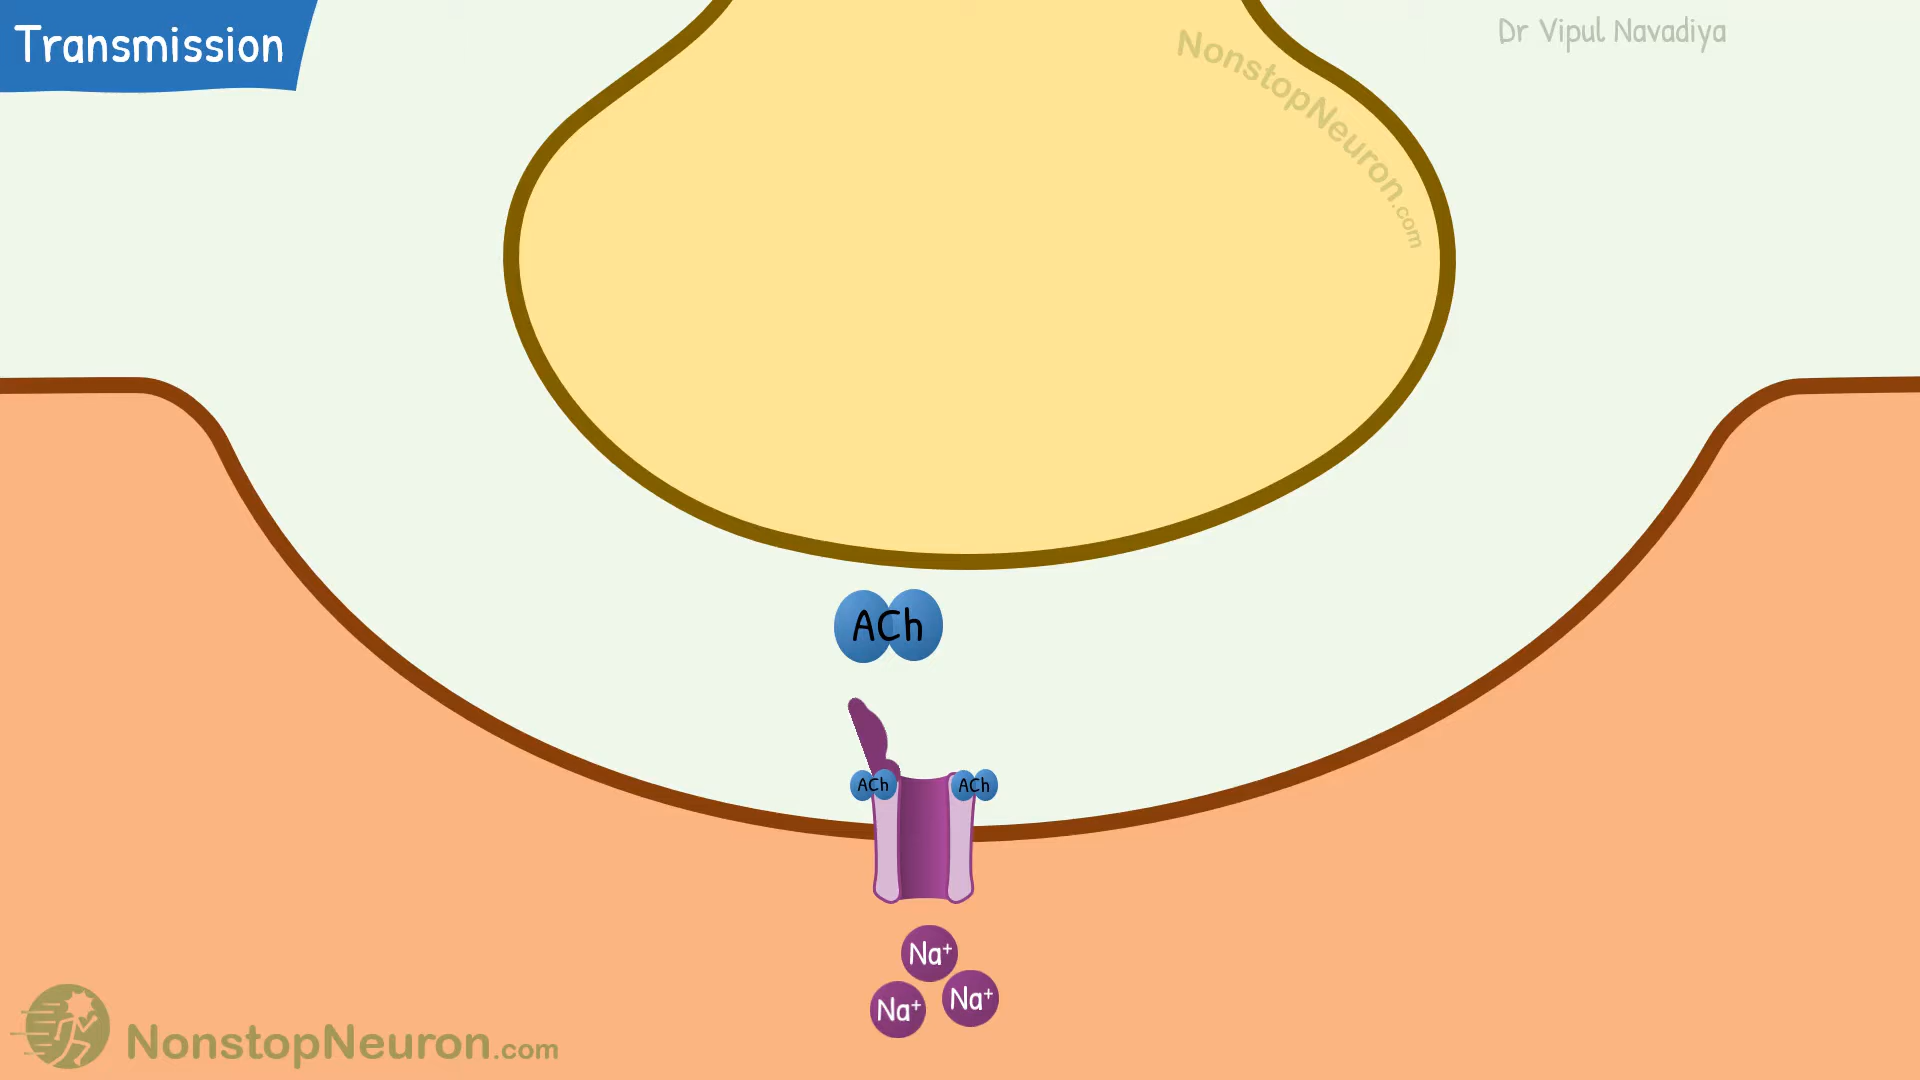 Transmission
Dr Vipul Navadiya
NonstopNeuron.com
ACh
ACh ACh
Na⁺
Na⁺ Na⁺
NonstopNeuron.com